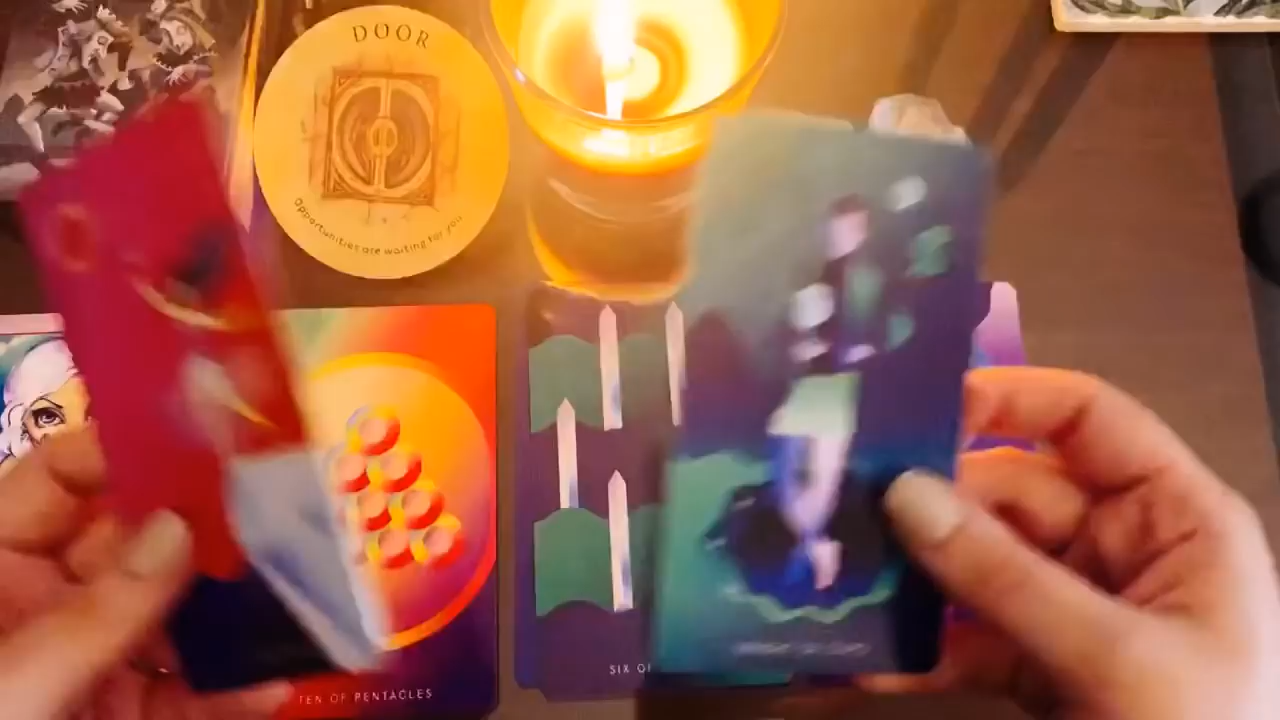 DOOR
Opportunities are waiting for you
SIX OF
TEN OF PENTACLES